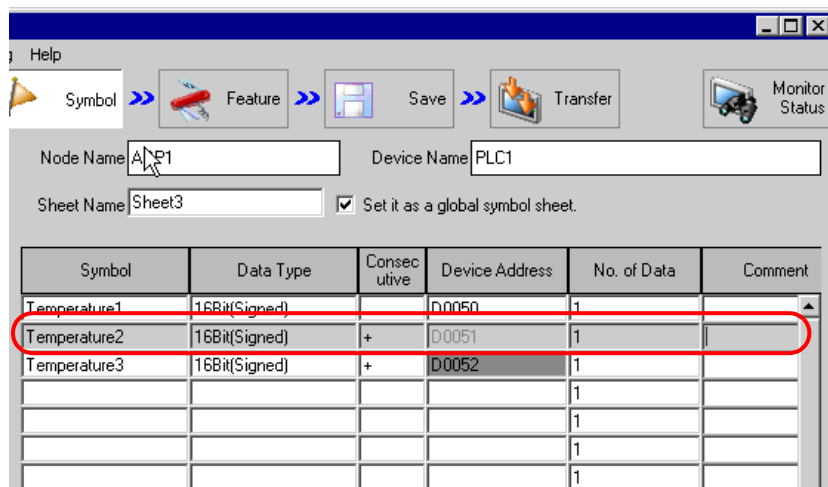 g Help
Symbol Feature Save Transfer Monitor Status
Node Name Device Name PLC1
Sheet Name Sheet3 Set it as a global symbol sheet.
Symbol Data Type Consecutive Device Address No. of Data Comment
Temperature1 16Bit(Signed) D0050 1
Temperature2 16Bit(Signed) + D0051 1
Temperature3 16Bit(Signed) + D0052 1
1
1
1
1